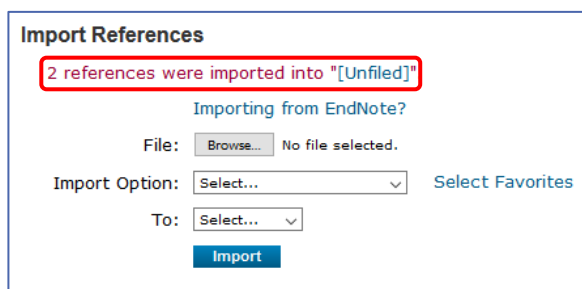 Import References
2 references were imported into "[Unfiled]"
Importing from EndNote?
File: Browse... No file selected.
Import Option: Select... Select Favorites
To: Select...
Import